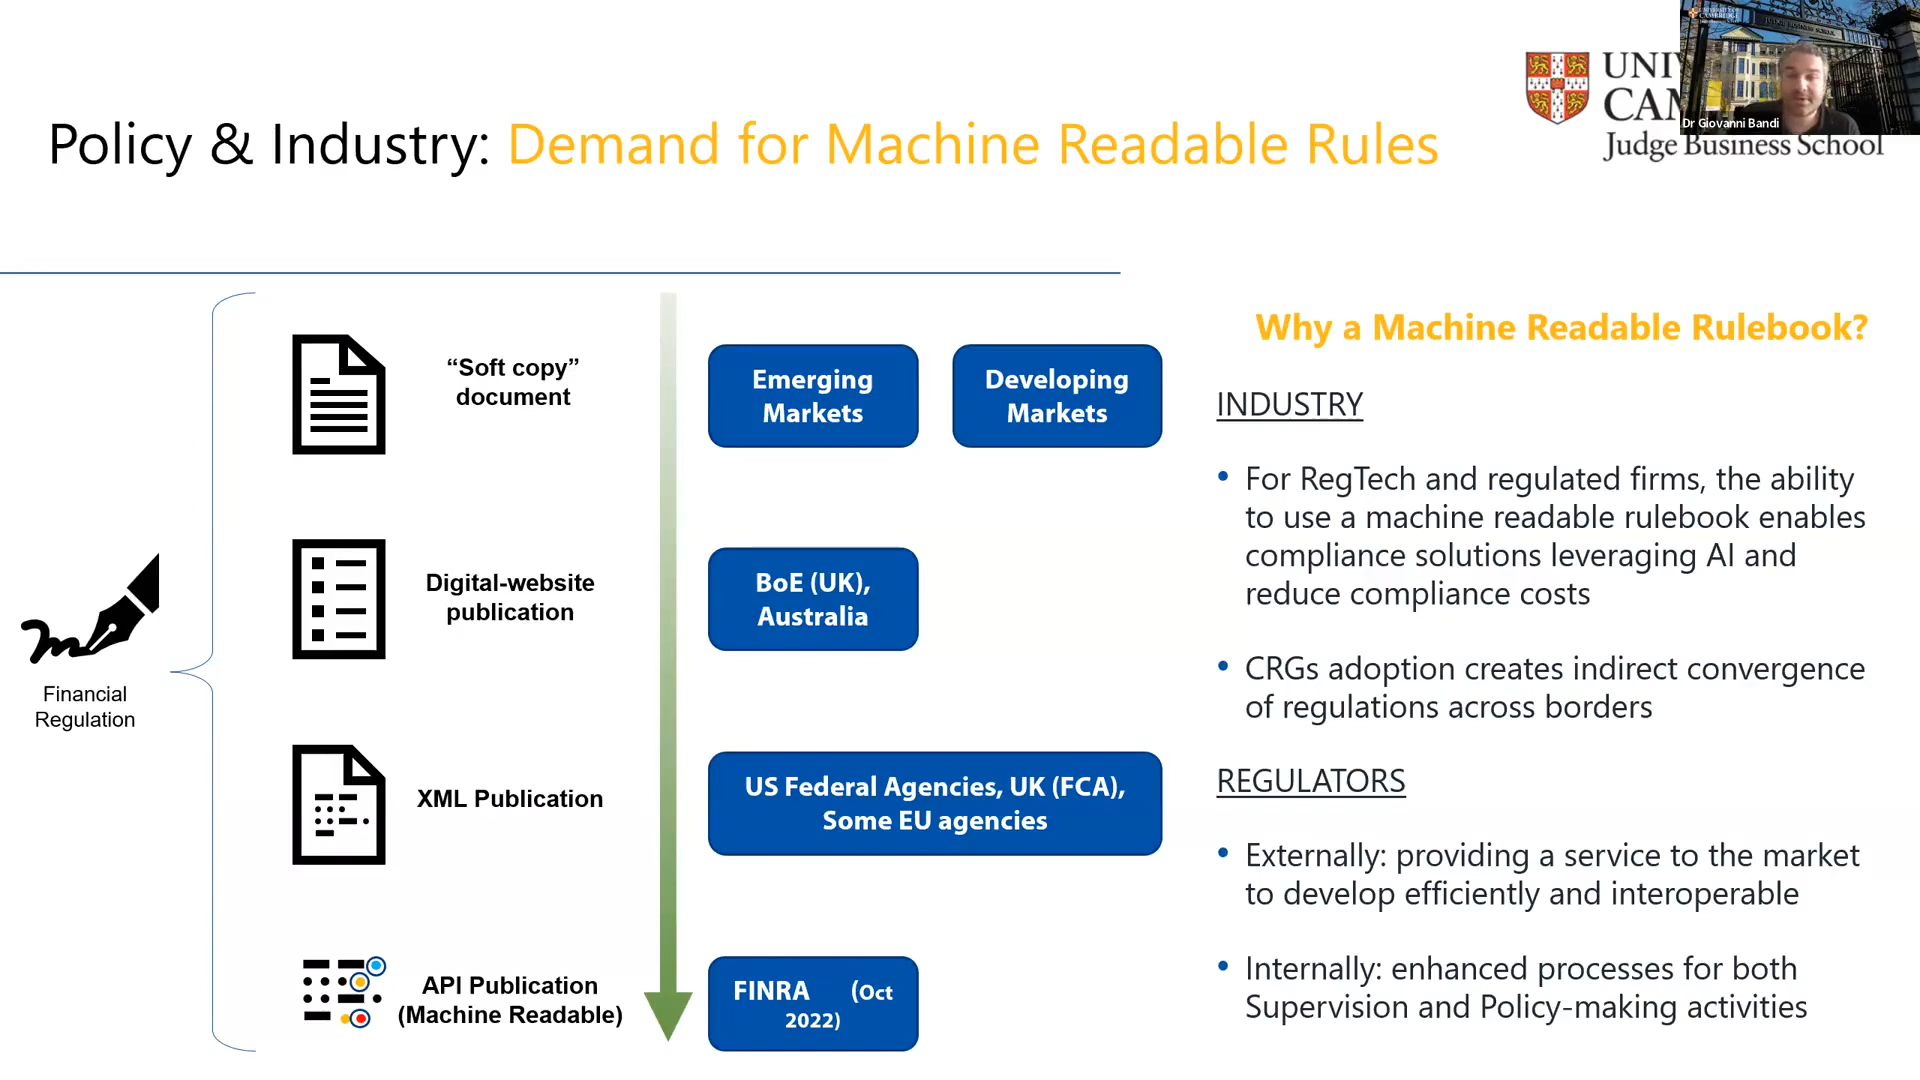 Policy & Industry: Demand for Machine Readable Rules
UNIV
CAM
Judge Business School
Dr Giovanni Bandi
Financial
Regulation
“Soft copy”
document
Emerging
Markets
Developing
Markets
Digital-website
publication
BoE (UK),
Australia
XML Publication
US Federal Agencies, UK (FCA),
Some EU agencies
API Publication
(Machine Readable)
FINRA (Oct
2022)
Why a Machine Readable Rulebook?
INDUSTRY
• For RegTech and regulated firms, the ability
to use a machine readable rulebook enables
compliance solutions leveraging AI and
reduce compliance costs
• CRGs adoption creates indirect convergence
of regulations across borders
REGULATORS
• Externally: providing a service to the market
to develop efficiently and interoperable
• Internally: enhanced processes for both
Supervision and Policy-making activities